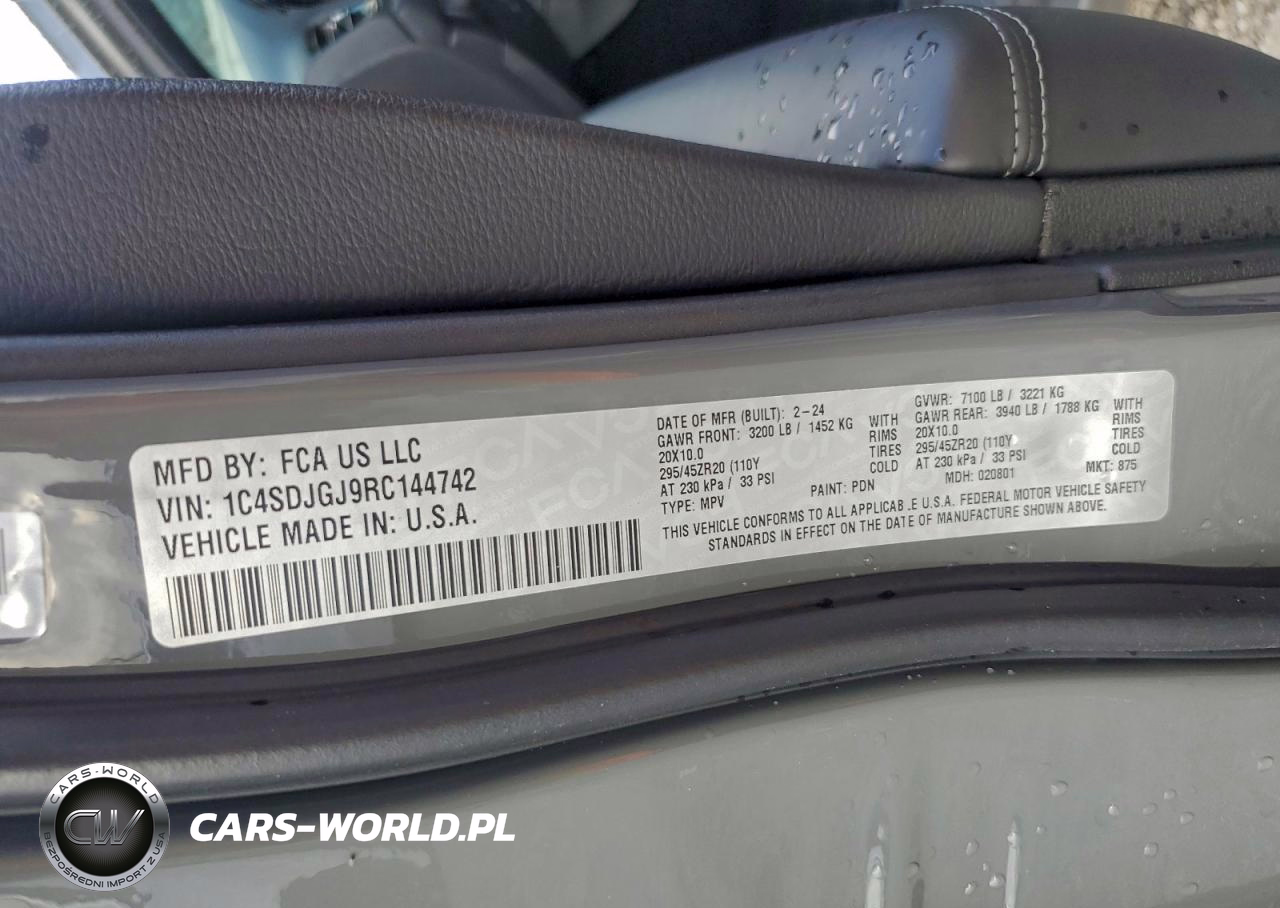 MFD BY: FCA US LLC
VIN: 1C4SDJGJ9RC144742
VEHICLE MADE IN: U.S.A.
DATE OF MFR (BUILT): 2-24
GAWR FRONT: 3200 LB / 1452 KG WITH
20X10.0 RIMS
295/45ZR20 (110Y TIRES
AT 230 kPa / 33 PSI COLD
TYPE: MPV PAINT: PDN
GVWR: 7100 LB / 3221 KG
GAWR REAR: 3940 LB / 1788 KG WITH
20X10.0 RIMS
295/45ZR20 (110Y TIRES
AT 230 kPa / 33 PSI COLD
MDH: 020801 MKT: 875
THIS VEHICLE CONFORMS TO ALL APPLICAB.E U.S.A. FEDERAL MOTOR VEHICLE SAFETY
STANDARDS IN EFFECT ON THE DATE OF MANUFACTURE SHOWN ABOVE.
CARS-WORLD
CW
BEZPOŚREDNI IMPORT Z USA
CARS-WORLD.PL